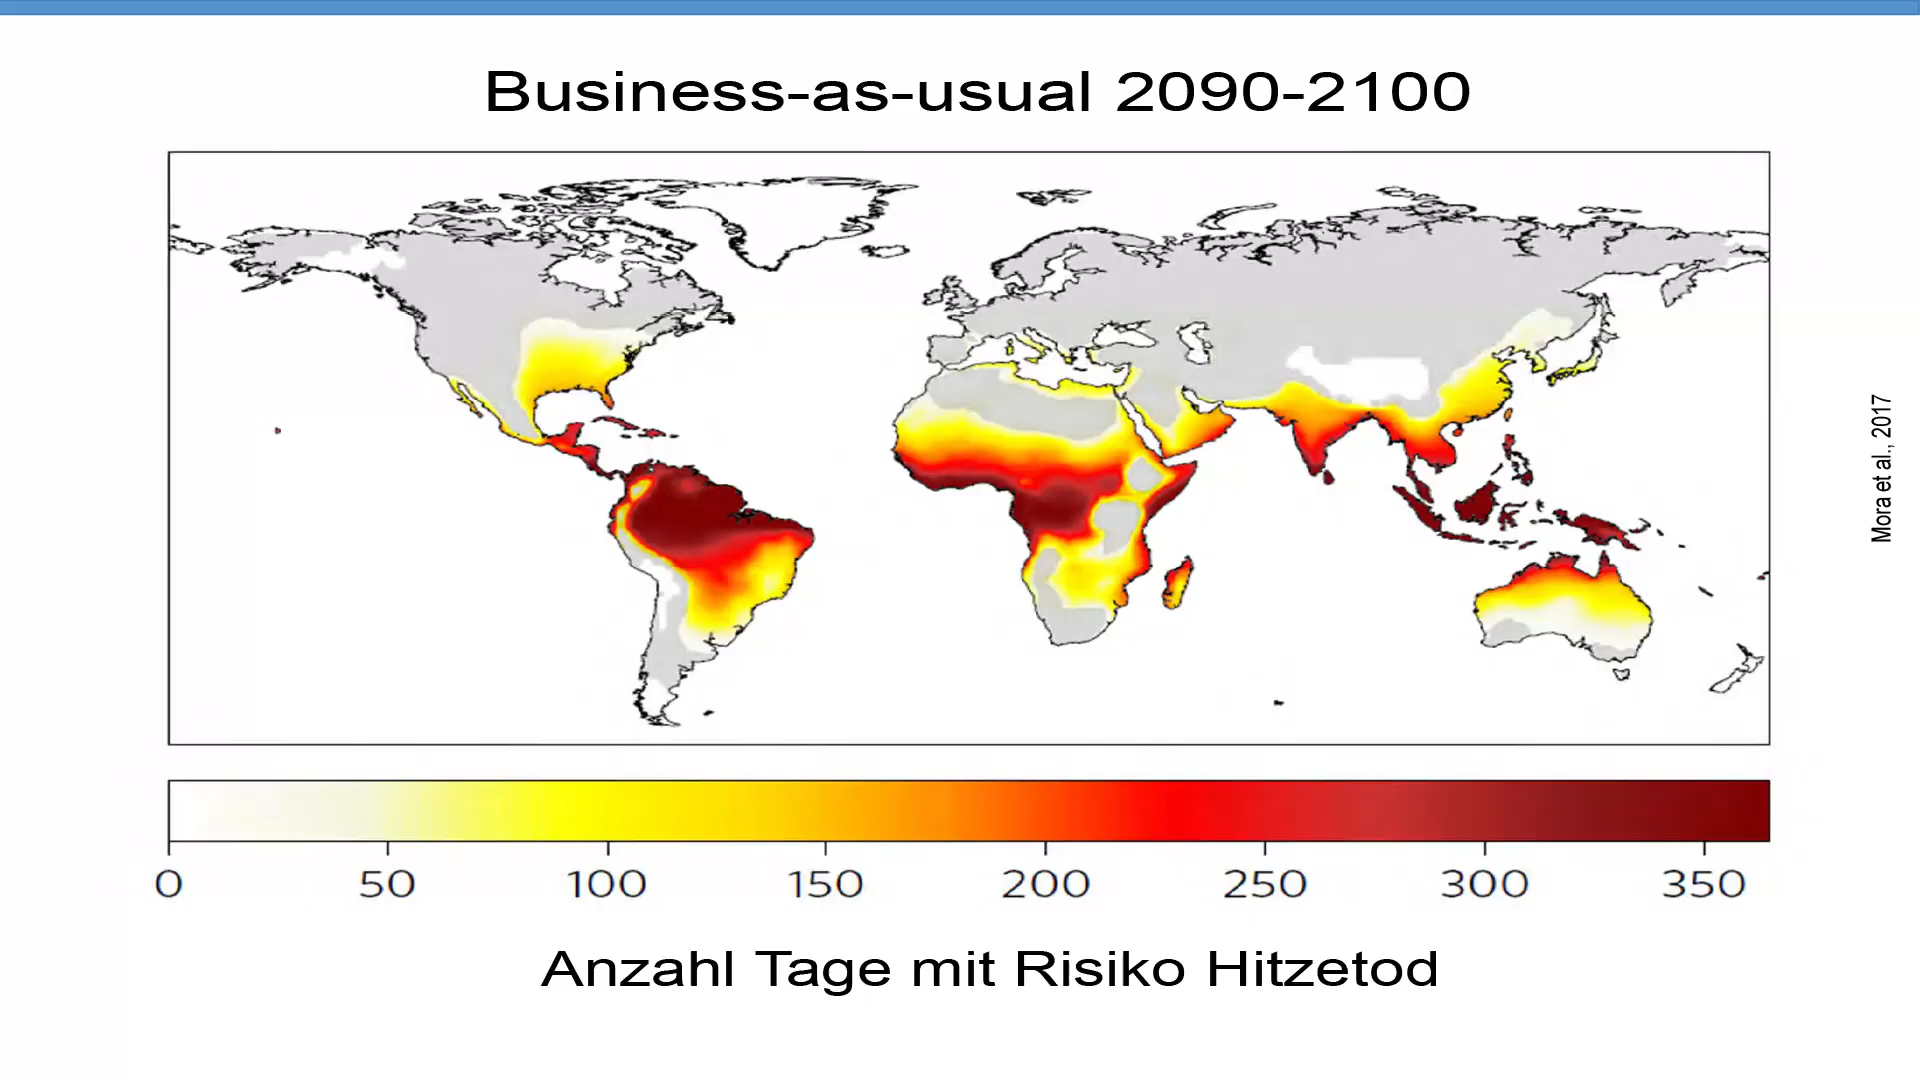 Business-as-usual 2090-2100
Mora et al., 2017
0 50 100 150 200 250 300 350
Anzahl Tage mit Risiko Hitzetod